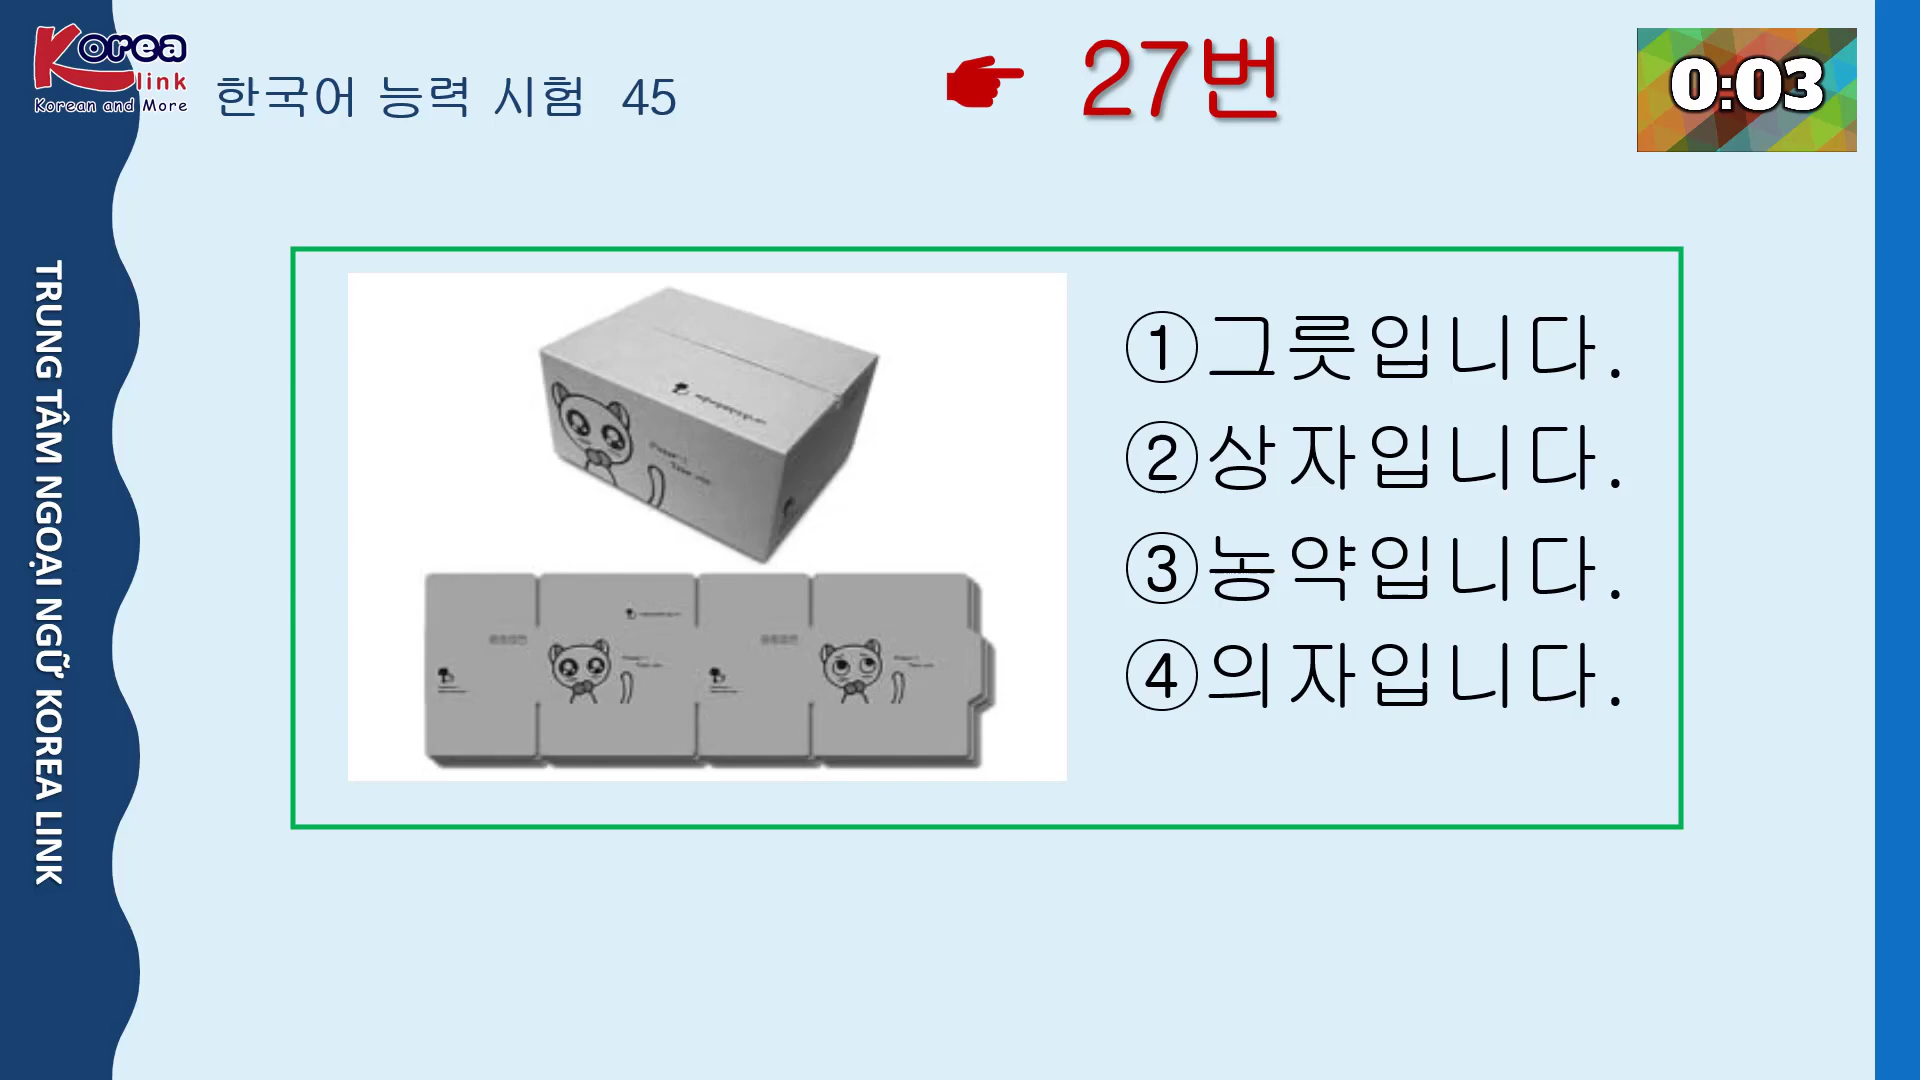 Korea
link
Korean and More
한국어 능력 시험 45
27번
0:03
TRUNG TÂM NGOẠI NGỮ KOREA LINK
①그릇입니다.
②상자입니다.
③농약입니다.
④의자입니다.